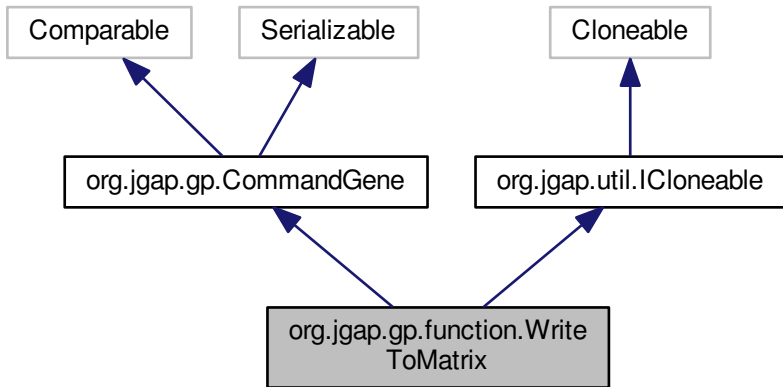 Comparable
Serializable
Cloneable
org.jgap.gp.CommandGene
org.jgap.util.ICloneable
org.jgap.gp.function.Write
ToMatrix